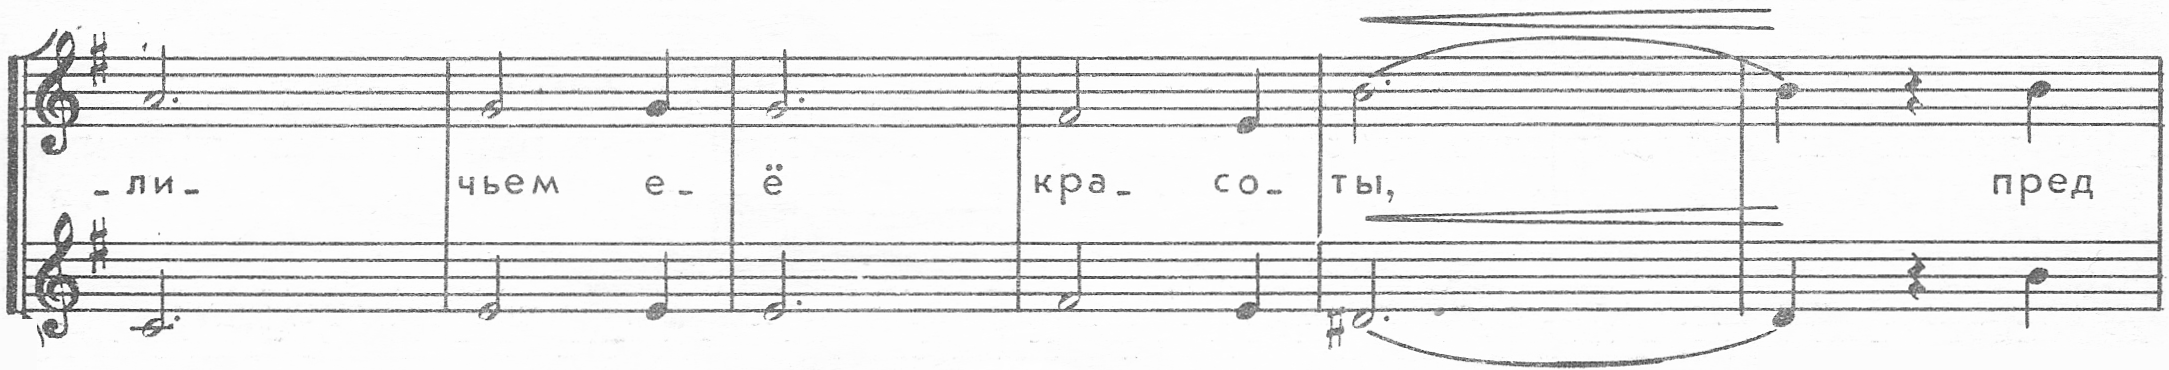 - ли - чьем е - ё кра - со - ты, пред